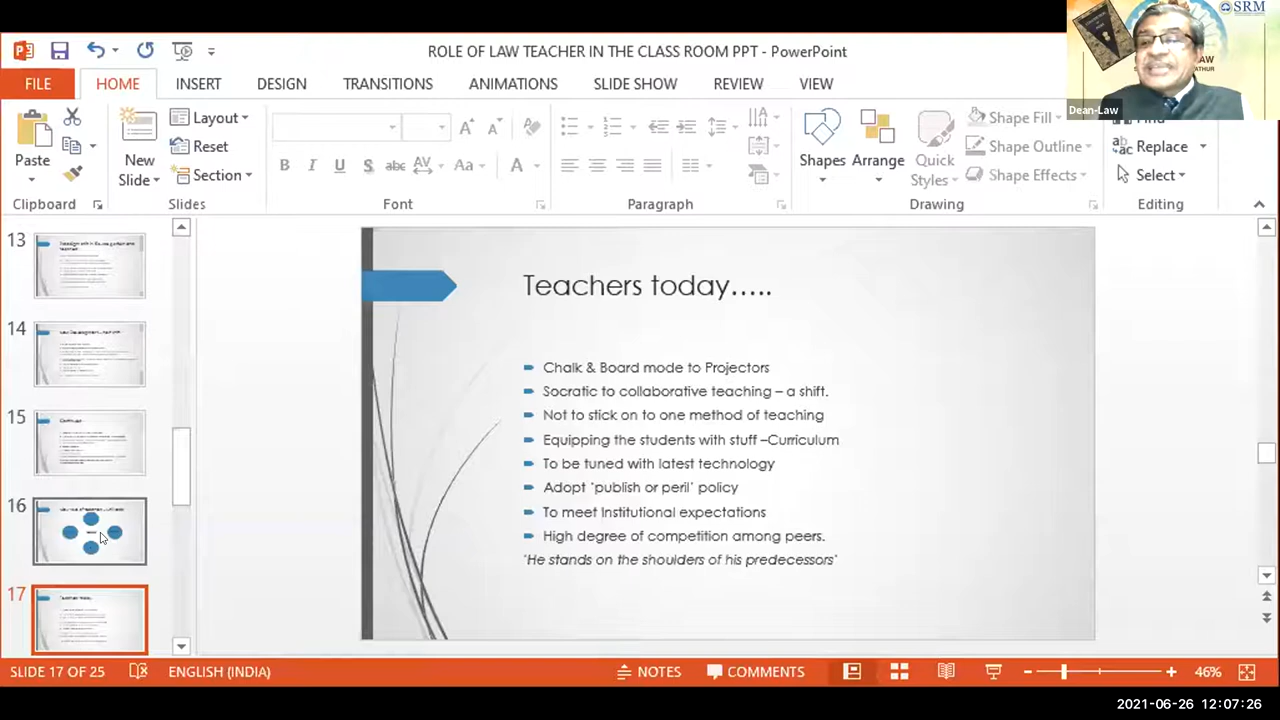 SRM
ROLE OF LAW TEACHER IN THE CLASS ROOM PPT - PowerPoint
Dean-Law
FILE HOME INSERT DESIGN TRANSITIONS ANIMATIONS SLIDE SHOW REVIEW VIEW
Paste
New
Slide
Layout
Reset
Section
Shapes
Arrange
Quick
Styles
Shape Fill
Shape Outline
Shape Effects
Find
Replace
Select
Clipboard Slides Font Paragraph Drawing Editing
13
14
15
16
17
Teachers today.....
Chalk & Board mode to Projectors
Socratic to collaborative teaching – a shift.
Not to stick on to one method of teaching
Equipping the students with stuff –Curriculum
To be tuned with latest technology
Adopt 'publish or peril' policy
To meet Institutional expectations
High degree of competition among peers.
'He stands on the shoulders of his predecessors'
SLIDE 17 OF 25 ENGLISH (INDIA) NOTES COMMENTS 46%
2021-06-26 12:07:26